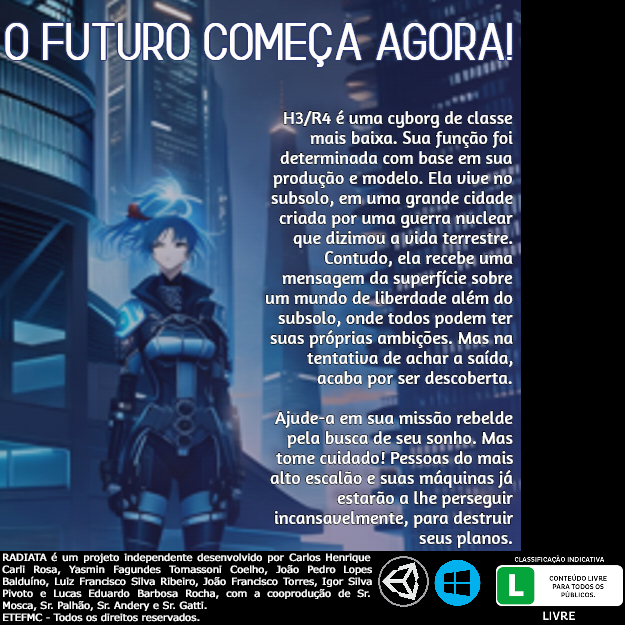 O FUTURO COMEÇA AGORA!
H3/R4 é uma cyborg de classe
mais baixa. Sua função foi
determinada com base em sua
produção e modelo. Ela vive no
subsolo, em uma grande cidade
criada por uma guerra nuclear
que dizimou a vida terrestre.
Contudo, ela recebe uma
mensagem da superfície sobre
um mundo de liberdade além do
subsolo, onde todos podem ter
suas próprias ambições. Mas na
tentativa de achar a saída,
acaba por ser descoberta.
Ajude-a em sua missão rebelde
pela busca de seu sonho. Mas
tome cuidado! Pessoas do mais
alto escalão e suas máquinas já
estarão a lhe perseguir
incansavelmente, para destruir
seus planos.
RADIATA é um projeto independente desenvolvido por Carlos Henrique
Carli Rosa, Yasmin Fagundes Tomassoni Coelho, João Pedro Lopes
Balduíno, Luiz Francisco Silva Ribeiro, João Francisco Torres, Igor Silva
Pivoto e Lucas Eduardo Barbosa Rocha, com a cooprodução de Sr.
Mosca, Sr. Palhão, Sr. Andery e Sr. Gatti.
ETEFMC - Todos os direitos reservados.
CLASSIFICAÇÃO INDICATIVA
L
CONTEÚDO LIVRE
PARA TODOS OS
PÚBLICOS.
LIVRE